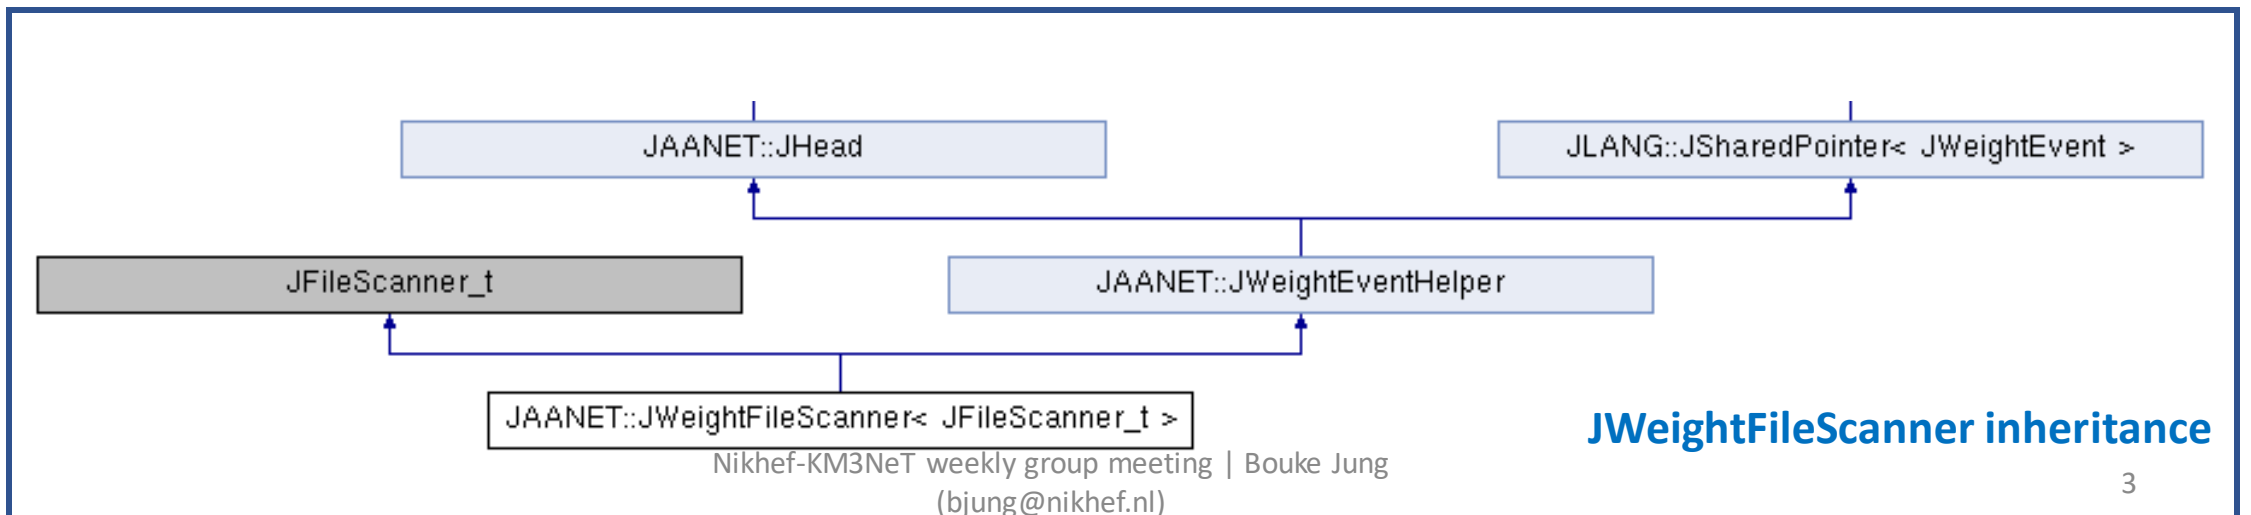 JAANET::JHead
JLANG::JSharedPointer< JWeightEvent >
JFileScanner_t
JAANET::JWeightEventHelper
JAANET::JWeightFileScanner< JFileScanner_t >
JWeightFileScanner inheritance
Nikhef-KM3NeT weekly group meeting | Bouke Jung
(bjung@nikhef.nl)
3